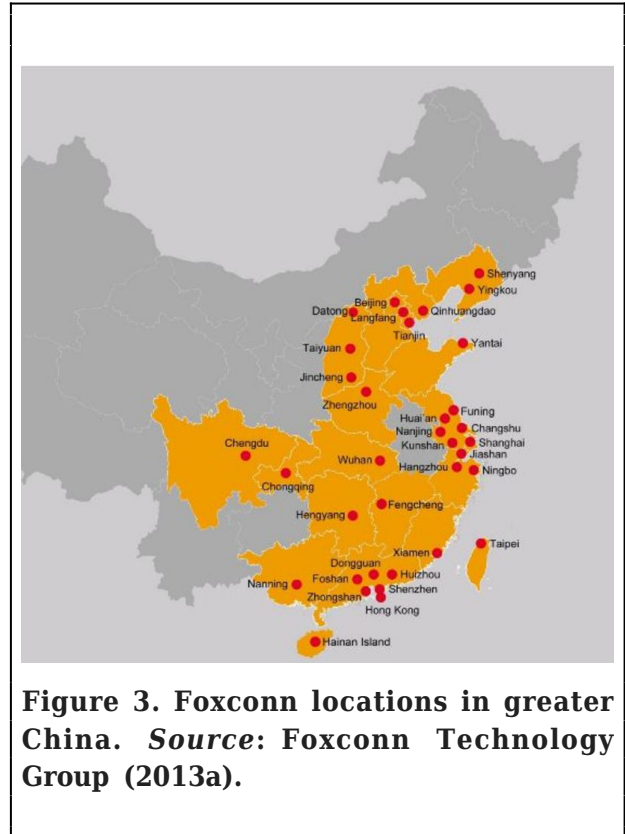 Shenyang
Yingkou
Beijing
Datong
Langfang
Qinhuangdao
Tianjin
Taiyuan
Yantai
Jincheng
Zhengzhou
Funing
Huai'an
Changshu
Nanjing
Kunshan
Shanghai
Jiashan
Chengdu
Wuhan
Hangzhou
Ningbo
Chongqing
Fengcheng
Hengyang
Taipei
Xiamen
Dongguan
Foshan
Huizhou
Nanning
Shenzhen
Zhongshan
Hong Kong
Hainan Island
Figure 3. Foxconn locations in greater
China. Source: Foxconn Technology
Group (2013a).